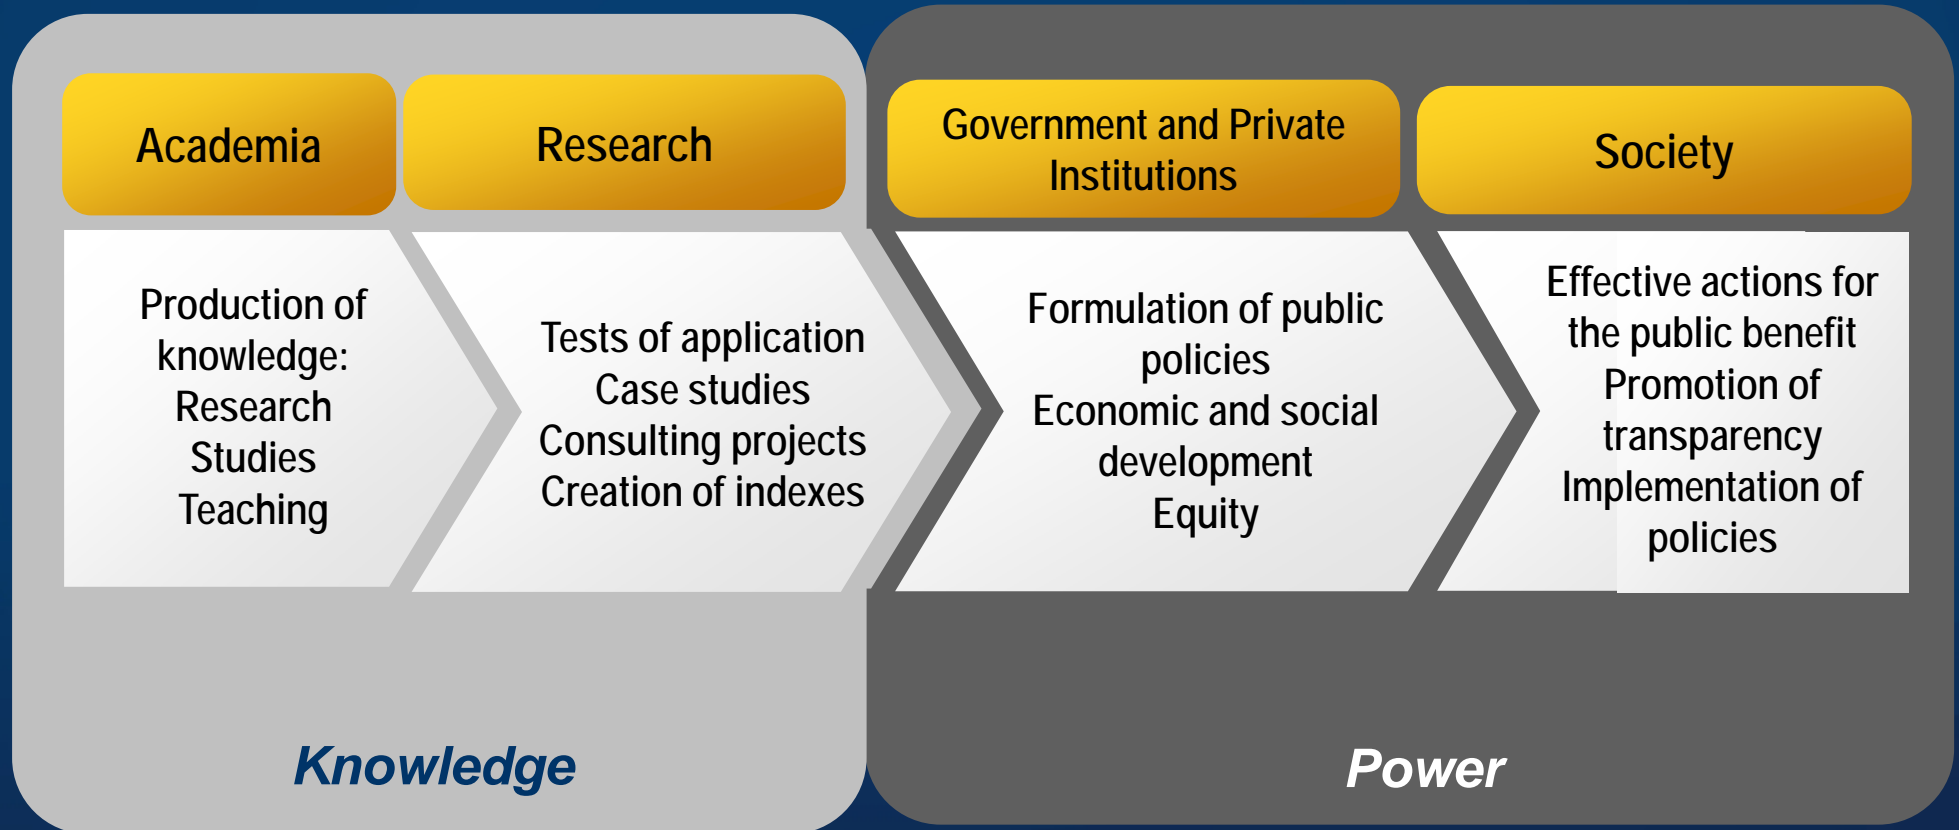 Academia
Production of
knowledge:
Research
Studies
Teaching
Research
Tests of application
Case studies
Consulting projects
Creation of indexes
Government and Private
Institutions
Formulation of public
policies
Economic and social
development
Equity
Society
Effective actions for
the public benefit
Promotion of
transparency
Implementation of
policies
Knowledge
Power